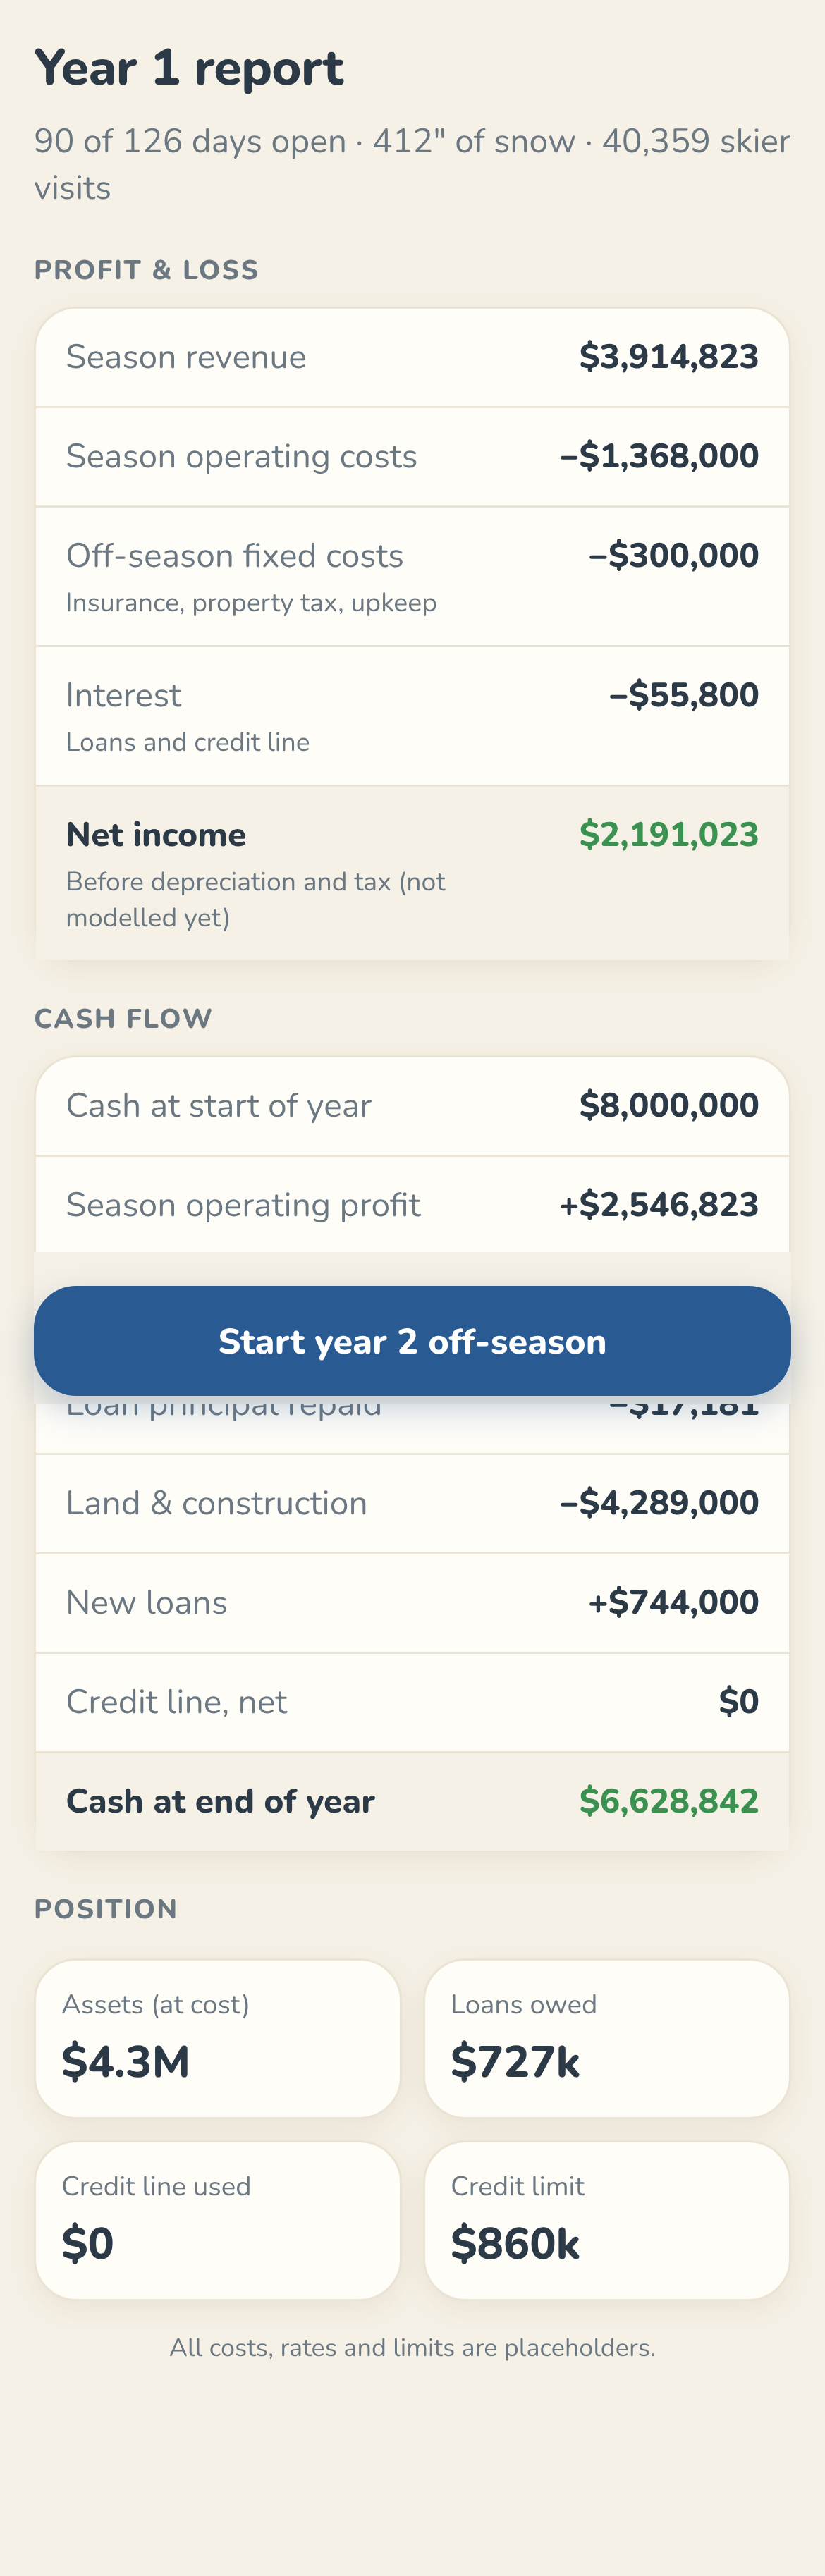 Year 1 report
90 of 126 days open · 412" of snow · 40,359 skier
visits
PROFIT & LOSS
Season revenue $3,914,823
Season operating costs −$1,368,000
Off-season fixed costs −$300,000
Insurance, property tax, upkeep
Interest −$55,800
Loans and credit line
Net income $2,191,023
Before depreciation and tax (not
modelled yet)
CASH FLOW
Cash at start of year $8,000,000
Season operating profit +$2,546,823
Start year 2 off-season
Loan principal repaid −$17,181
Land & construction −$4,289,000
New loans +$744,000
Credit line, net $0
Cash at end of year $6,628,842
POSITION
Assets (at cost) Loans owed
$4.3M $727k
Credit line used Credit limit
$0 $860k
All costs, rates and limits are placeholders.